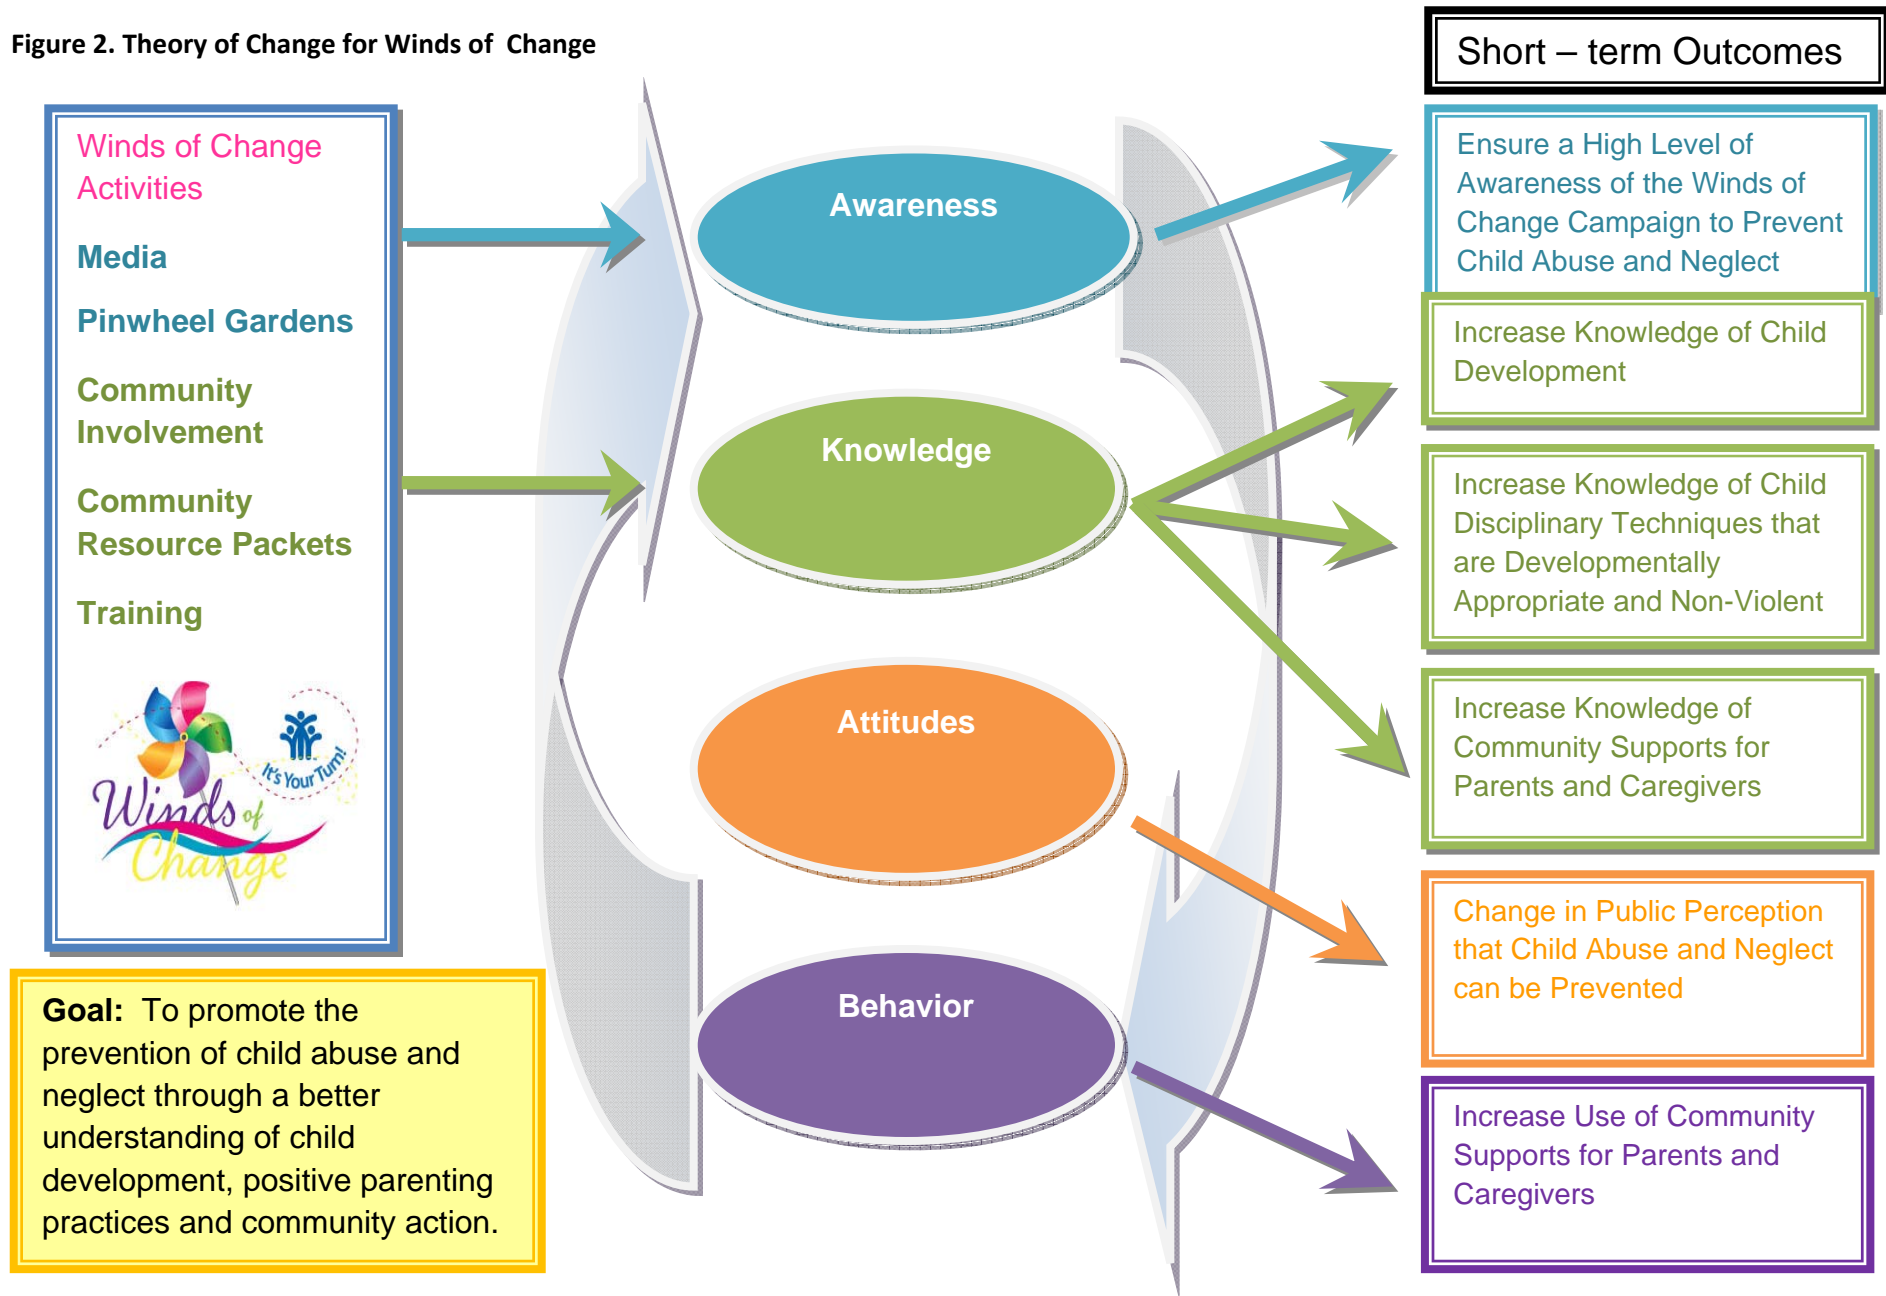 Figure 2. Theory of Change for Winds of Change
Winds of Change
Activities
Media
Pinwheel Gardens
Community
Involvement
Community
Resource Packets
Training
It's Your Turn!
Winds of
Change
Goal: To promote the
prevention of child abuse and
neglect through a better
understanding of child
development, positive parenting
practices and community action.
Awareness
Knowledge
Attitudes
Behavior
Short – term Outcomes
Ensure a High Level of
Awareness of the Winds of
Change Campaign to Prevent
Child Abuse and Neglect
Increase Knowledge of Child
Development
Increase Knowledge of Child
Disciplinary Techniques that
are Developmentally
Appropriate and Non-Violent
Increase Knowledge of
Community Supports for
Parents and Caregivers
Change in Public Perception
that Child Abuse and Neglect
can be Prevented
Increase Use of Community
Supports for Parents and
Caregivers